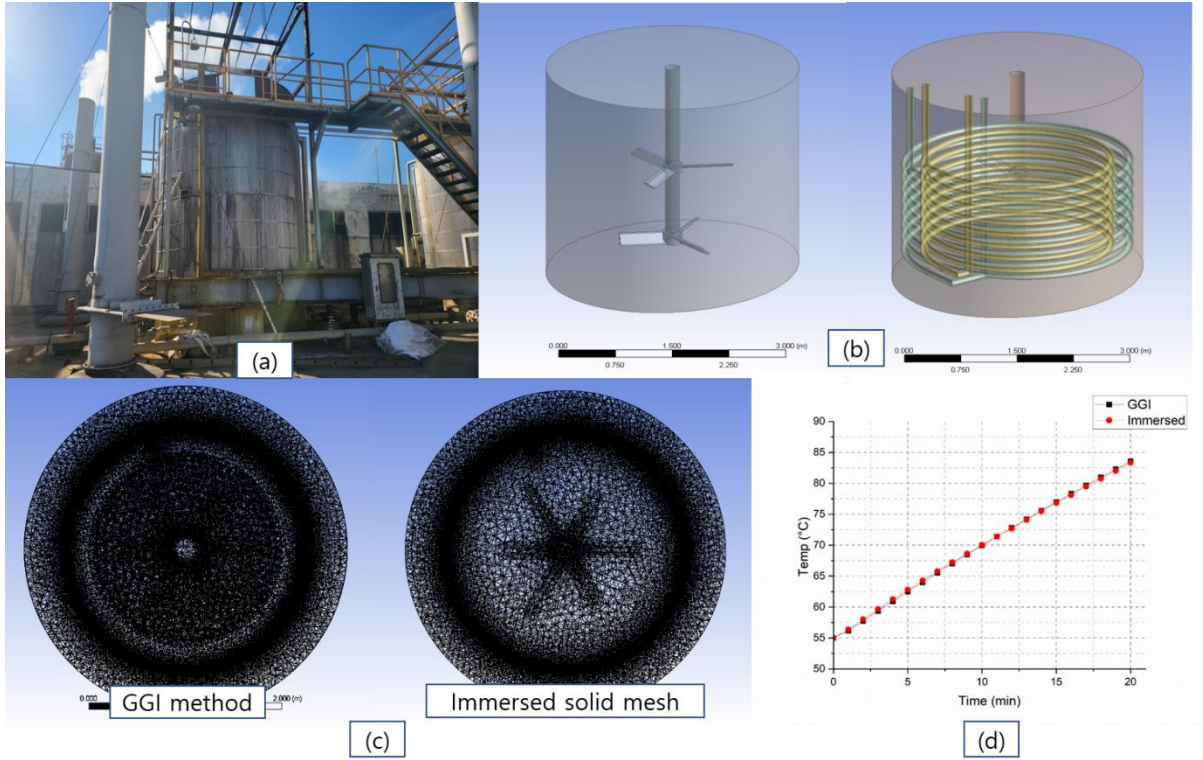 (a)
0.000
1.500
3.000 (m)
0.750
2.250
0.000
1.500
3.000 (m)
0.750
2.250
(b)
GGI method
0.000
2.000 (m)
Immersed solid mesh
(c)
GGI
Immersed
90
85
80
75
70
65
60
55
50
Temp (°C)
0
5
10
15
20
Time (min)
(d)